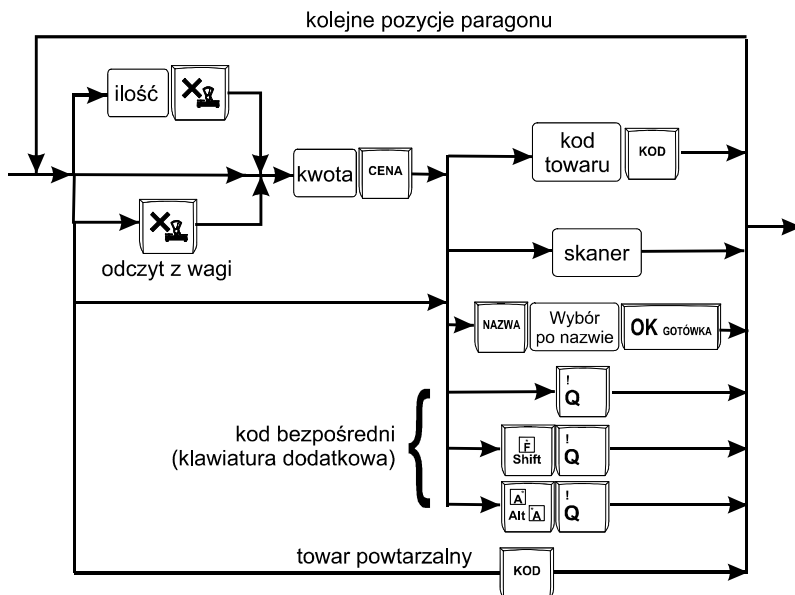 kolejne pozycje paragonu
ilość
kwota
CENA
odczyt z wagi
kod
towaru
KOD
skaner
NAZWA
Wybór
po nazwie
OK GOTÓWKA
kod bezpośredni
(klawiatura dodatkowa)
!
Q
F
Shift
!
Q
A
Alt A
!
Q
towar powtarzalny
KOD